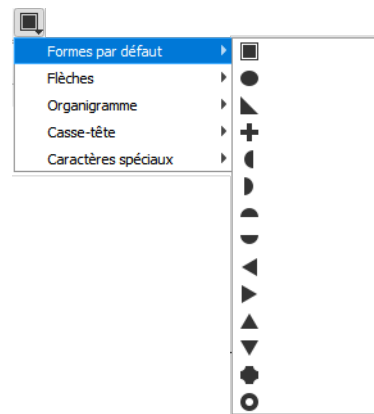 Formes par défaut
Flèches
Organigramme
Casse-tête
Caractères spéciaux